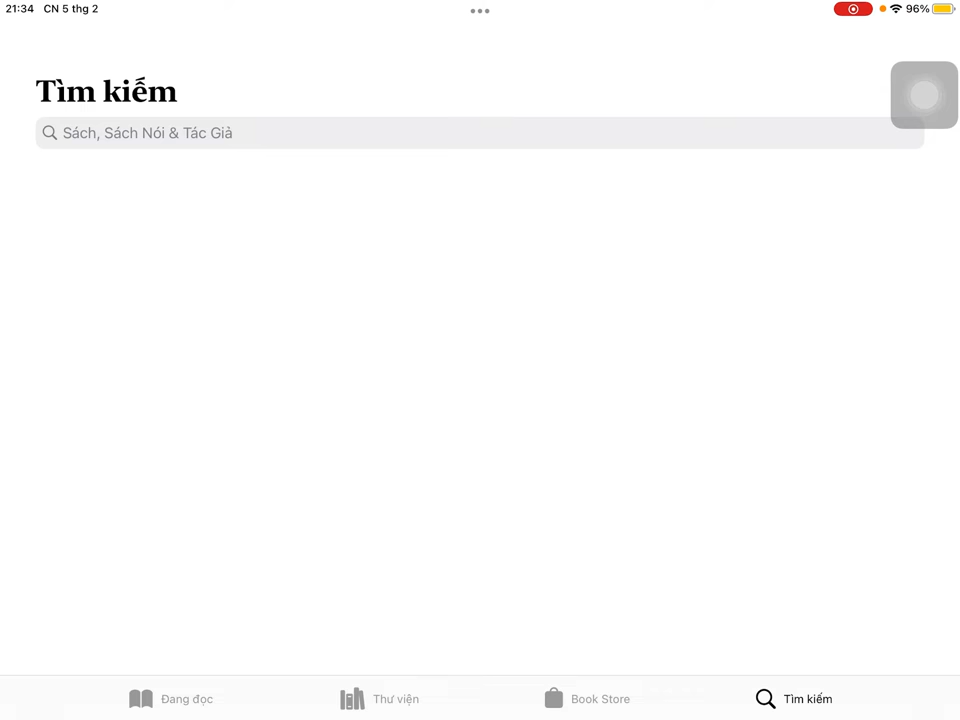 21:34 CN 5 thg 2
96%
Tìm kiếm
Sách, Sách Nói & Tác Giả
Đang đọc
Thư viện
Book Store
Tìm kiếm